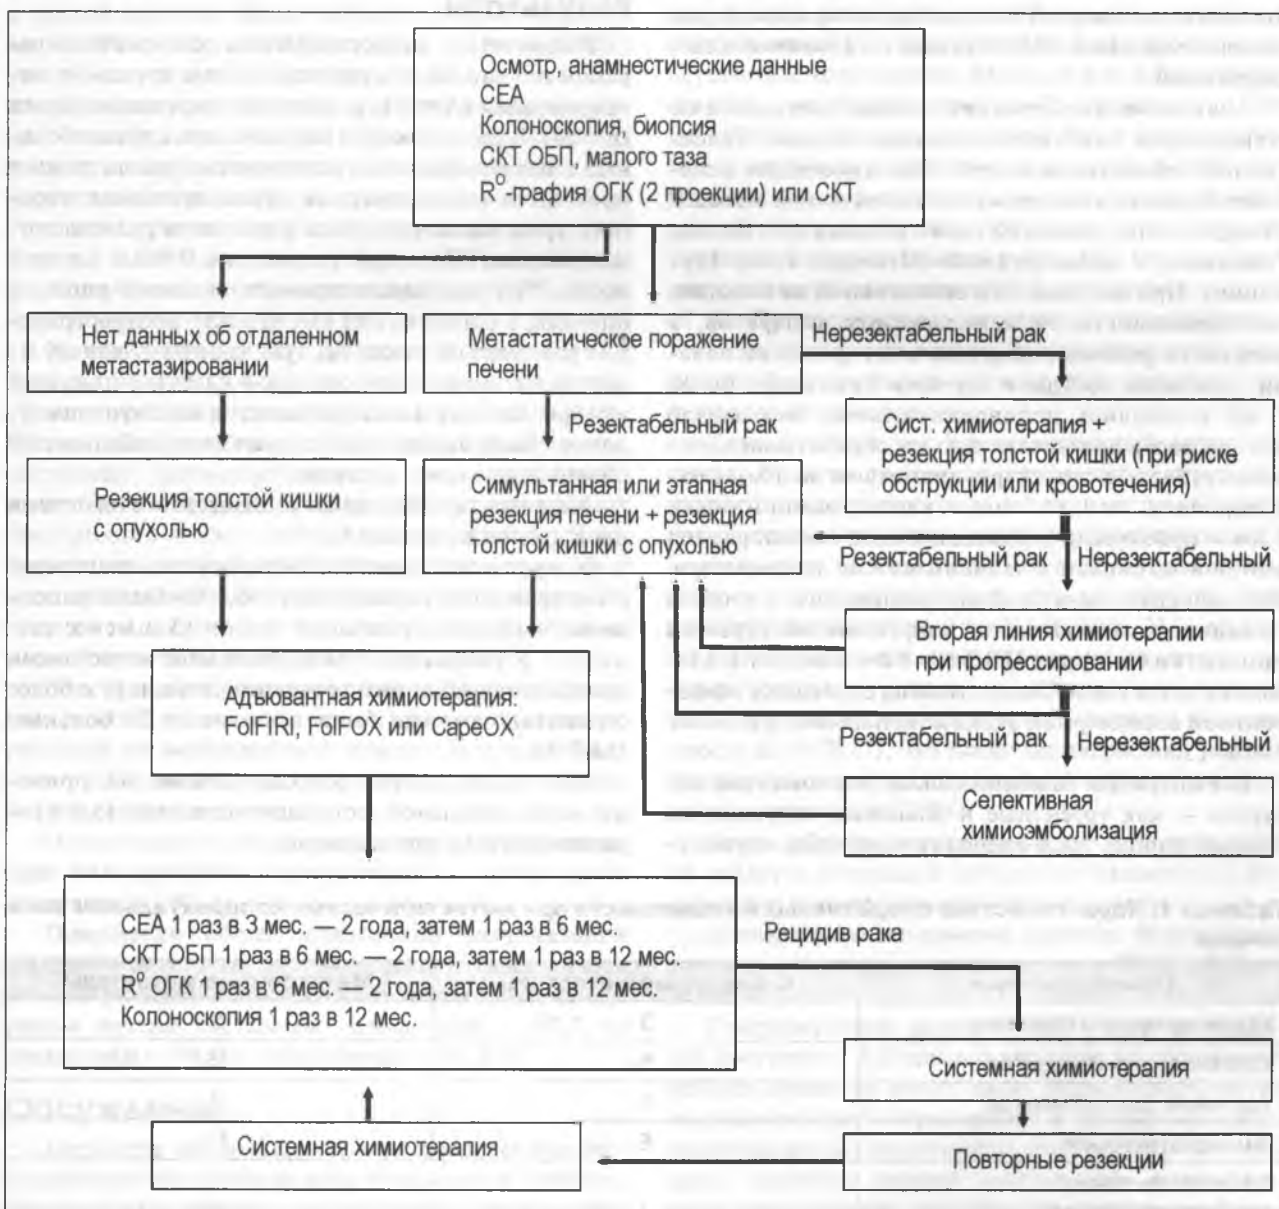 Осмотр, анамнестические данные
СЕА
Колоноскопия, биопсия
СКТ ОБП, малого таза
R⁰-графия ОГК (2 проекции) или СКТ
Нет данных об отдаленном
метастазировании
Метастатическое поражение
печени
Нерезектабельный рак
Резектабельный рак
Сист. химиотерапия +
резекция толстой кишки (при риске
обструкции или кровотечения)
Резекция толстой кишки
с опухолью
Симультанная или этапная
резекция печени + резекция
толстой кишки с опухолью
Резектабельный рак
Нерезектабельный
Вторая линия химиотерапии
при прогрессировании
Адъювантная химиотерапия:
FolFIRI, FolFOX или CapeOX
Резектабельный рак
Нерезектабельный
Селективная
химиоэмболизация
СЕА 1 раз в 3 мес. — 2 года, затем 1 раз в 6 мес.
СКТ ОБП 1 раз в 6 мес. — 2 года, затем 1 раз в 12 мес.
R⁰ ОГК 1 раз в 6 мес. — 2 года, затем 1 раз в 12 мес.
Колоноскопия 1 раз в 12 мес.
Рецидив рака
Системная химиотерапия
Повторные резекции
Системная химиотерапия